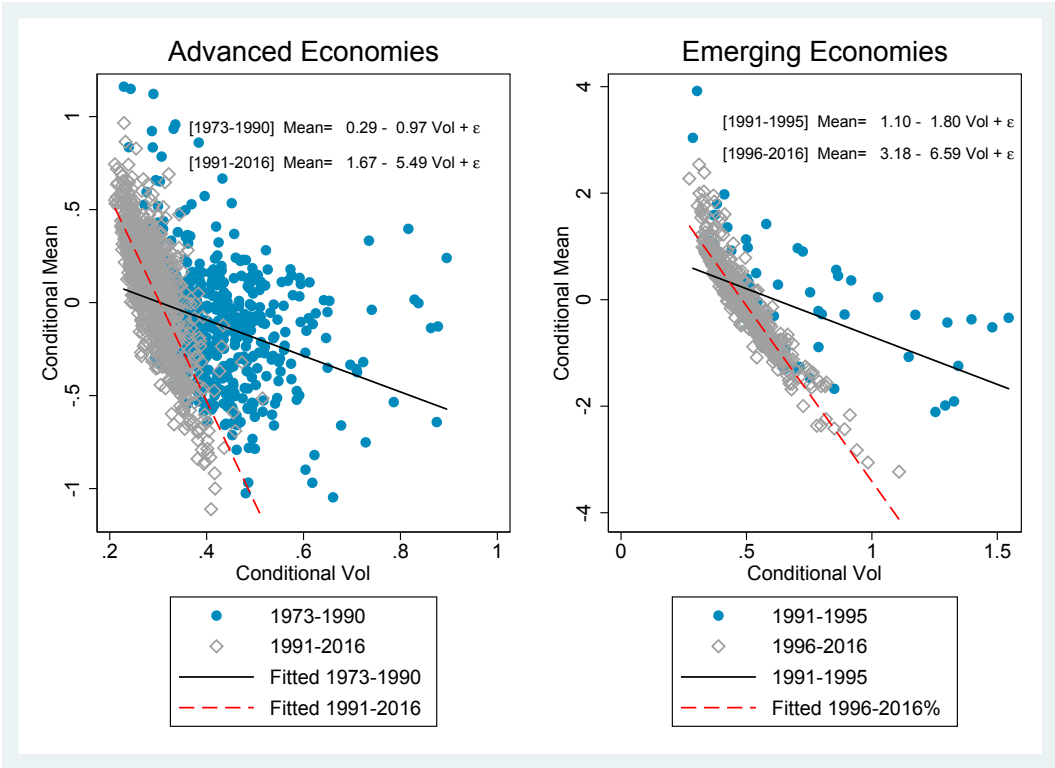 Advanced Economies
[1973-1990] Mean= 0.29 - 0.97 Vol + ε
[1991-2016] Mean= 1.67 - 5.49 Vol + ε
Conditional Mean
1
.5
0
-.5
-1
.2 .4 .6 .8 1
Conditional Vol
1973-1990
1991-2016
Fitted 1973-1990
Fitted 1991-2016
Emerging Economies
[1991-1995] Mean= 1.10 - 1.80 Vol + ε
[1996-2016] Mean= 3.18 - 6.59 Vol + ε
Conditional Mean
4
2
0
-2
-4
0 .5 1 1.5
Conditional Vol
1991-1995
1996-2016
1991-1995
Fitted 1996-2016%